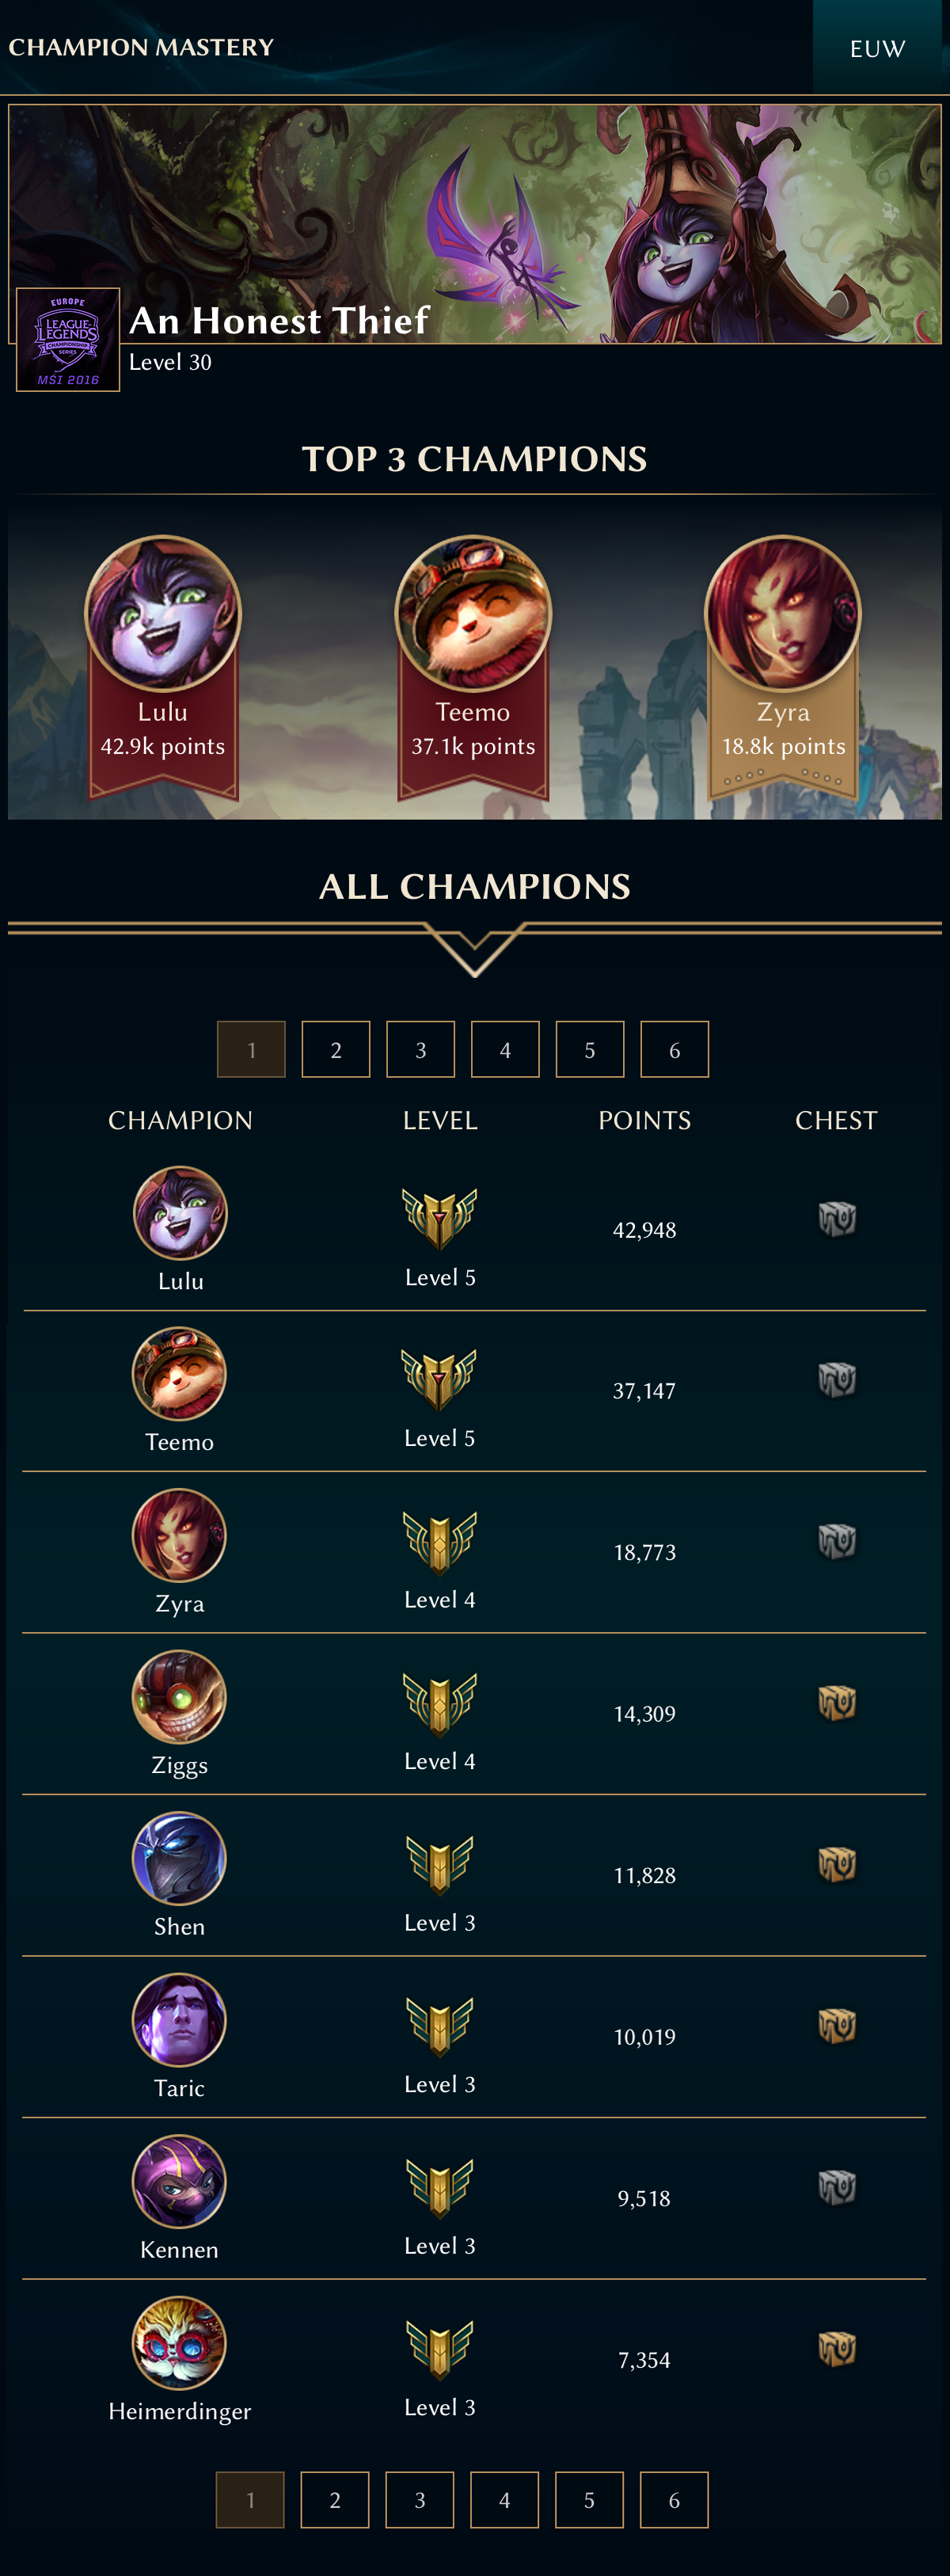 CHAMPION MASTERY
EUW
EUROPE
LEAGUE OF
LEGENDS
CHAMPIONSHIP
SERIES
MSI 2016
An Honest Thief
Level 30
TOP 3 CHAMPIONS
Lulu Teemo Zyra
42.9k points 37.1k points 18.8k points
ALL CHAMPIONS
1 2 3 4 5 6
CHAMPION LEVEL POINTS CHEST
42,948
Lulu Level 5
37,147
Teemo Level 5
18,773
Zyra Level 4
14,309
Ziggs Level 4
11,828
Shen Level 3
10,019
Taric Level 3
9,518
Kennen Level 3
7,354
Heimerdinger Level 3
1 2 3 4 5 6